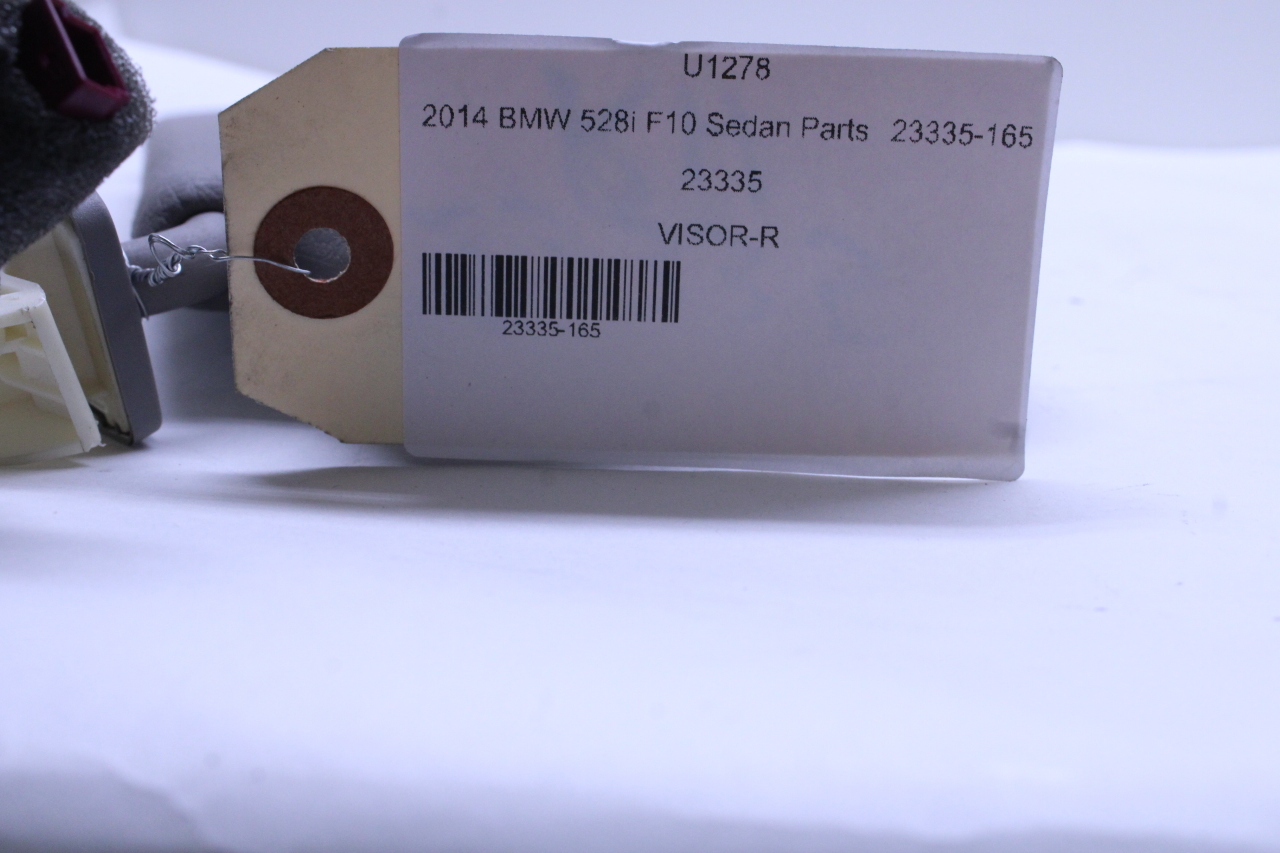 U1278
2014 BMW 528i F10 Sedan Parts 23335-165
23335
VISOR-R
23335-165